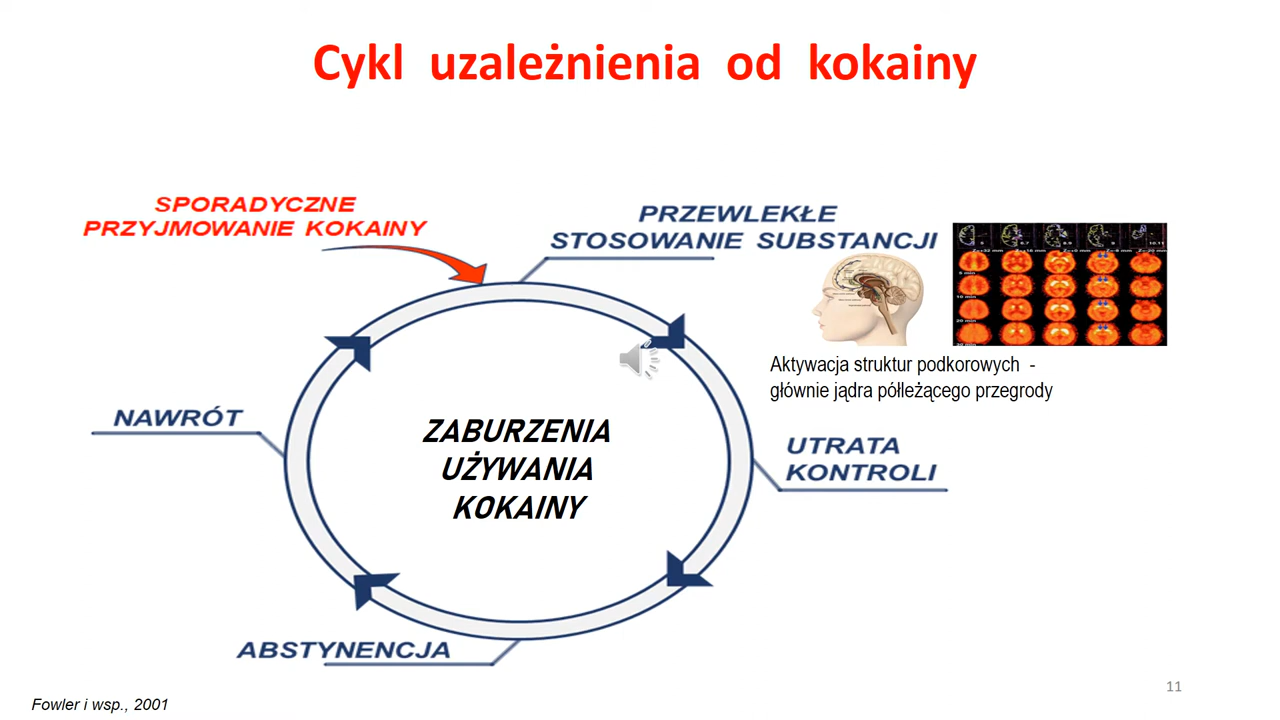 Cykl uzależnienia od kokainy
SPORADYCZNE
PRZYJMOWANIE KOKAINY
PRZEWLEKŁE
STOSOWANIE SUBSTANCJI
Aktywacja struktur podkorowych -
głównie jądra półleżącego przegrody
NAWRÓT
ZABURZENIA
UŻYWANIA
KOKAINY
UTRATA
KONTROLI
ABSTYNENCJA
11
Fowler i wsp., 2001